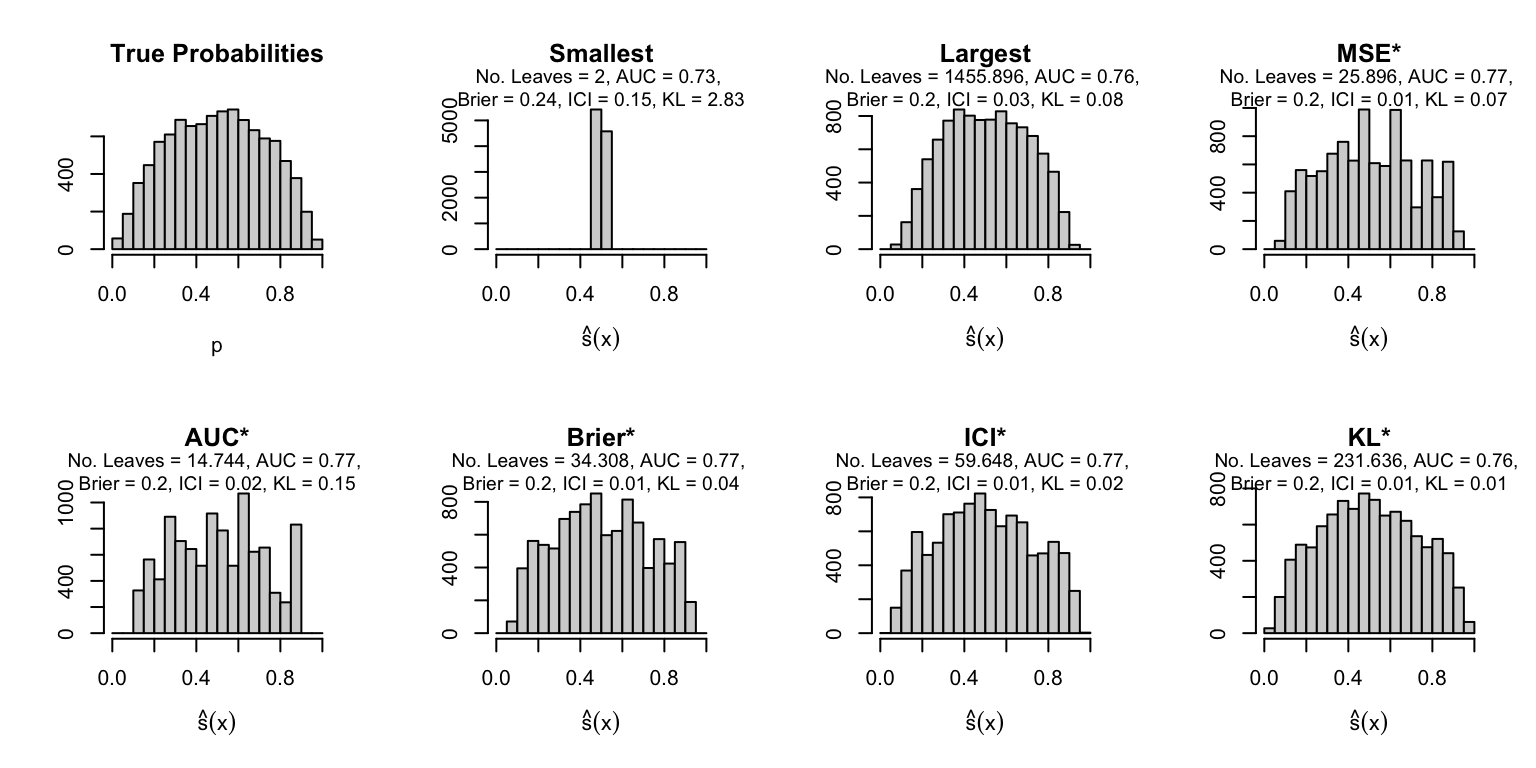 True Probabilities
0 400
0.0 0.4 0.8
p
Smallest
No. Leaves = 2, AUC = 0.73,
Brier = 0.24, ICI = 0.15, KL = 2.83
0 2000 5000
0.0 0.4 0.8
ŝ(x)
Largest
No. Leaves = 1455.896, AUC = 0.76,
Brier = 0.2, ICI = 0.03, KL = 0.08
0 400 800
0.0 0.4 0.8
ŝ(x)
MSE*
No. Leaves = 25.896, AUC = 0.77,
Brier = 0.2, ICI = 0.01, KL = 0.07
0 400 800
0.0 0.4 0.8
ŝ(x)
AUC*
No. Leaves = 14.744, AUC = 0.77,
Brier = 0.2, ICI = 0.02, KL = 0.15
0 400 1000
0.0 0.4 0.8
ŝ(x)
Brier*
No. Leaves = 34.308, AUC = 0.77,
Brier = 0.2, ICI = 0.01, KL = 0.04
0 400 800
0.0 0.4 0.8
ŝ(x)
ICI*
No. Leaves = 59.648, AUC = 0.77,
Brier = 0.2, ICI = 0.01, KL = 0.02
0 400 800
0.0 0.4 0.8
ŝ(x)
KL*
No. Leaves = 231.636, AUC = 0.76,
Brier = 0.2, ICI = 0.01, KL = 0.01
0 400 800
0.0 0.4 0.8
ŝ(x)